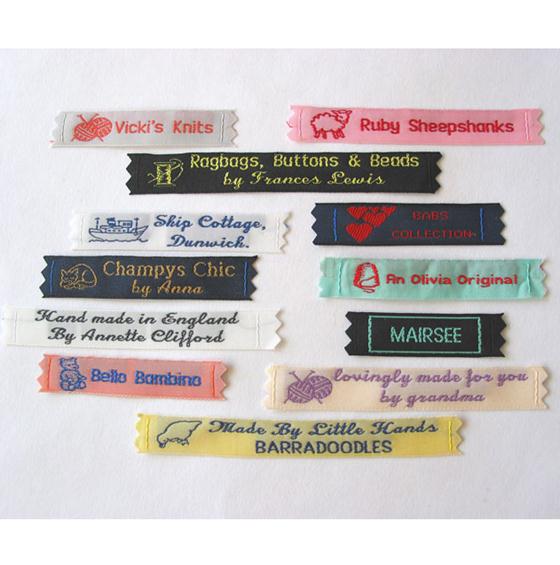 Vicki's Knits
Ruby Sheepshanks
Ragbags, Buttons & Beads
by Frances Lewis
Skip Cottage,
Dunwich.
BABS
COLLECTION
Champys Chic
by Anna
An Olivia Original
Hand made in England
By Annette Clifford
MAIRSEE
Bello Bambino
lovingly made for you
by grandma
Made By Little Hands
BARRADOODLES